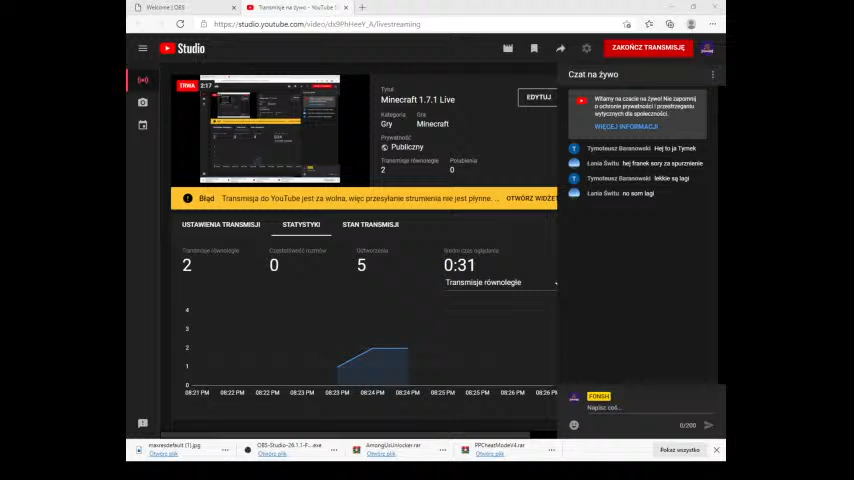 Welcome | OBS
Transmisje na żywo - YouTube S
https://studio.youtube.com/video/dx9PhHeeY_A/livestreaming
Studio
ZAKOŃCZ TRANSMISJĘ
TRWA 2:17
Tytuł
Minecraft 1.7.1 Live
EDYTUJ
Kategoria Gra
Gry Minecraft
Prywatność
Publiczny
Transmisje równoległe Polubienia
2 0
Błąd Transmisja do YouTube jest za wolna, więc przesyłanie strumienia nie jest płynne. ... OTWÓRZ WIDŻET
USTAWIENIA TRANSMISJI STATYSTYKI STAN TRANSMISJI
Transmisje równoległe Częstotliwość rozmów Odtworzenia Średni czas oglądania
2 0 5 0:31
Transmisje równoległe
4
3
2
1
0
08:21 PM 08:22 PM 08:22 PM 08:23 PM 08:23 PM 08:24 PM 08:24 PM 08:25 PM 08:25 PM 08:26 PM 08:26 PM
Czat na żywo
Witamy na czacie na żywo! Nie zapomnij
o ochronie prywatności i przestrzeganiu
wytycznych dla społeczności.
WIĘCEJ INFORMACJI
Tymoteusz Baranowski Hej to ja Tymek
Łania Świtu hej franek sory za spurznienie
Tymoteusz Baranowski lekkie są lagi
Łania Świtu no som lagi
FONSH
Napisz coś...
0/200
maxresdefault (1).jpg
Otwórz plik
OBS-Studio-26.1.1-F....exe
Otwórz plik
AmongUsUnlocker.rar
Otwórz plik
PPCheatModeV4.rar
Otwórz plik
Pokaż wszystko